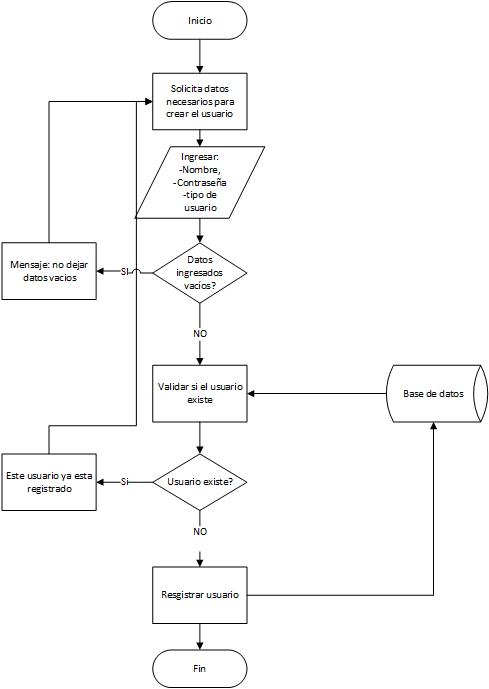 Inicio
Solicita datos
necesarios para
crear el usuario
Ingresar:
-Nombre,
-Contraseña
-tipo de
usuario
Datos
ingresados
vacíos?
SI
Mensaje: no dejar
datos vacios
NO
Validar si el usuario
existe
Base de datos
Usuario existe?
Si
Este usuario ya esta
registrado
NO
Resgistrar usuario
Fin